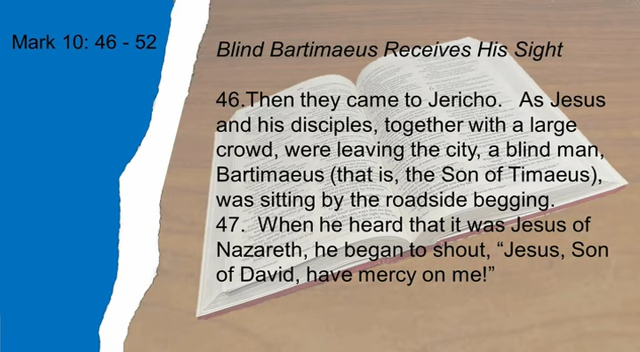 Mark 10: 46 - 52
Blind Bartimaeus Receives His Sight
46.Then they came to Jericho.   As Jesus
and his disciples, together with a large
crowd, were leaving the city, a blind man,
Bartimaeus (that is, the Son of Timaeus),
was sitting by the roadside begging.
47.  When he heard that it was Jesus of
Nazareth, he began to shout, “Jesus, Son
of David, have mercy on me!”